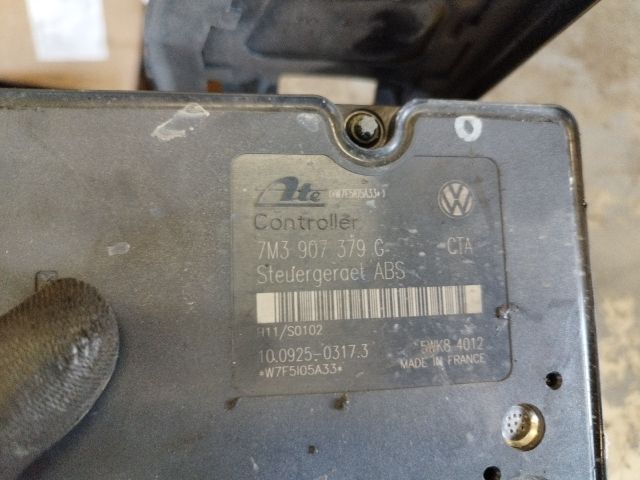 Ate (*W7F5I05A33*)
Controller
7M3 907 379 G CTA
Steuergeraet ABS
H11/S0102
10.0925-0317.3 5WK8 4012
*W7F5I05A33* MADE IN FRANCE